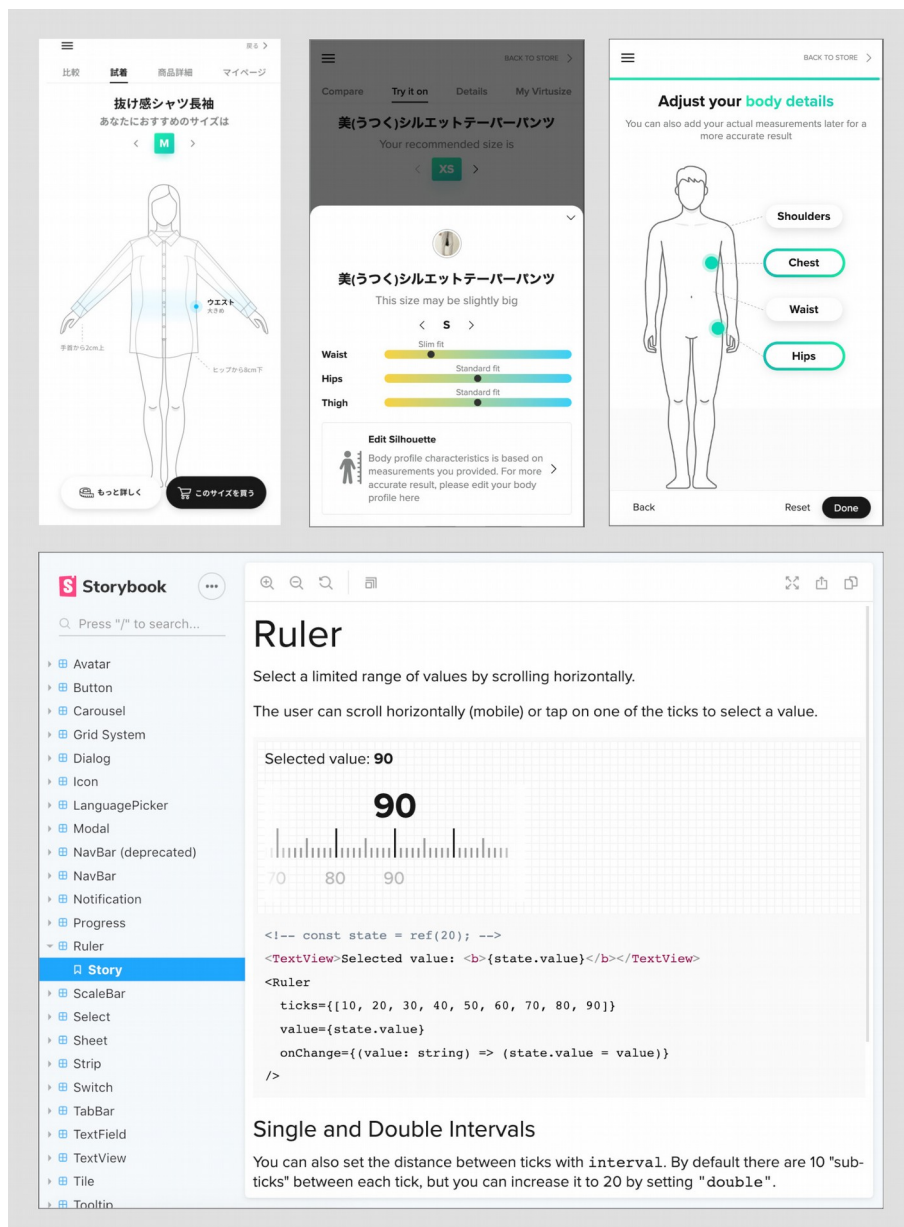 戻る
比較 試着 商品詳細 マイページ
抜け感シャツ長袖
あなたにおすすめのサイズは
M
ウエスト
大きめ
手首から2cm上
ヒップから8cm下
もっと詳しく
このサイズを買う
BACK TO STORE
Compare Try it on Details My Virtusize
美(うつく)シルエットテーパーパンツ
Your recommended size is
XS
美(うつく)シルエットテーパーパンツ
This size may be slightly big
S
Slim fit
Waist
Standard fit
Hips
Standard fit
Thigh
Edit Silhouette
Body profile characteristics is based on
measurements you provided. For more
accurate result, please edit your body
profile here
BACK TO STORE
Adjust your body details
You can also add your actual measurements later for a
more accurate result
Shoulders
Chest
Waist
Hips
Back Reset Done
Storybook
Press "/" to search...
Avatar
Button
Carousel
Grid System
Dialog
Icon
LanguagePicker
Modal
NavBar (deprecated)
NavBar
Notification
Progress
Ruler
Story
ScaleBar
Select
Sheet
Strip
Switch
TabBar
TextField
TextView
Tile
Tooltip
Ruler
Select a limited range of values by scrolling horizontally.
The user can scroll horizontally (mobile) or tap on one of the ticks to select a value.
Selected value: 90
90
70 80 90
<!-- const state = ref(20); -->
<TextView>Selected value: <b>{state.value}</b></TextView>
<Ruler
ticks={[10, 20, 30, 40, 50, 60, 70, 80, 90]}
value={state.value}
onChange={(value: string) => (state.value = value)}
/>
Single and Double Intervals
You can also set the distance between ticks with interval. By default there are 10 "sub-
ticks" between each tick, but you can increase it to 20 by setting "double".